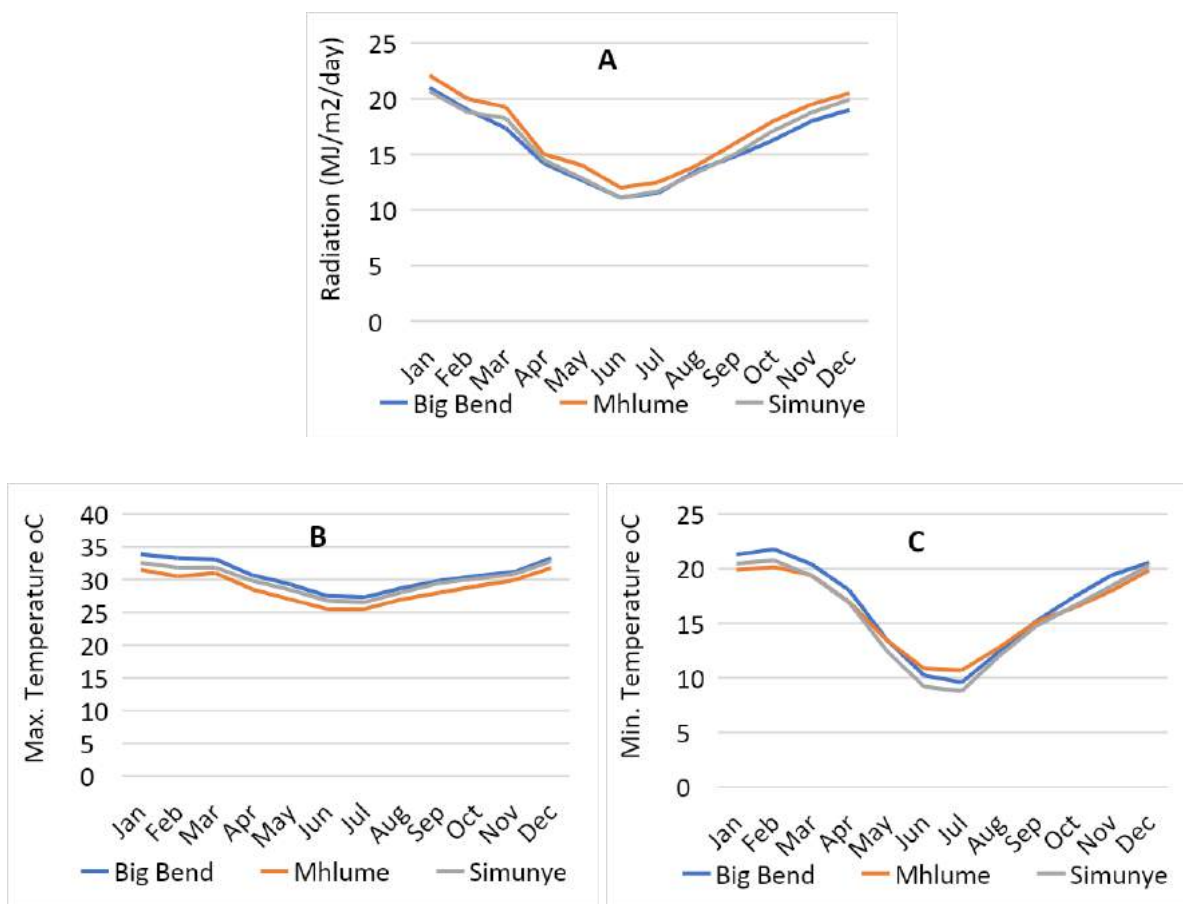 A
Radiation (MJ/m2/day)
25
20
15
10
5
0
Jan Feb Mar Apr May Jun Jul Aug Sep Oct Nov Dec
Big Bend Mhlume Simunye
B
Max. Temperature oC
40
35
30
25
20
15
10
5
0
Jan Feb Mar Apr May Jun Jul Aug Sep Oct Nov Dec
Big Bend Mhlume Simunye
C
Min. Temperature oC
25
20
15
10
5
0
Jan Feb Mar Apr May Jun Jul Aug Sep Oct Nov Dec
Big Bend Mhlume Simunye